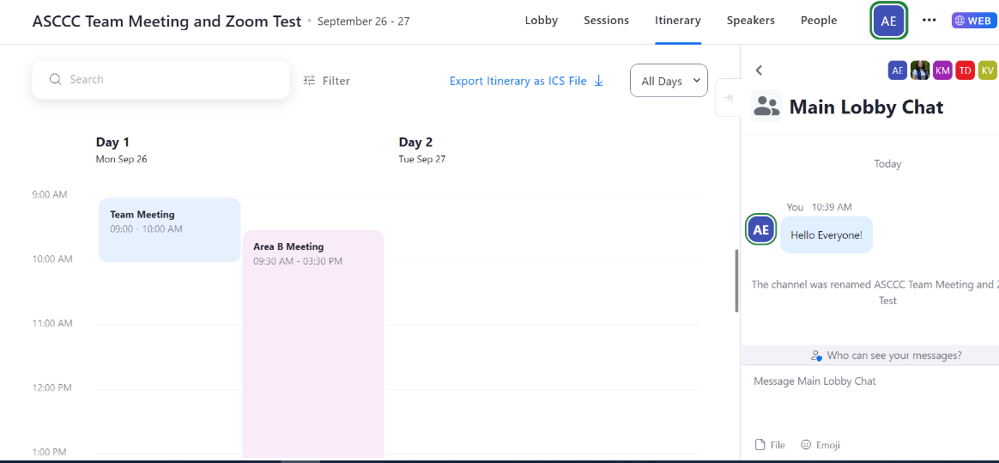 ASCCC Team Meeting and Zoom Test • September 26 - 27
Lobby
Sessions
Itinerary
Speakers
People
AE
WEB
Search
Filter
Export Itinerary as ICS File
All Days
Day 1
Mon Sep 26
Day 2
Tue Sep 27
9:00 AM
Team Meeting
09:00 - 10:00 AM
Area B Meeting
09:30 AM - 03:30 PM
10:00 AM
11:00 AM
12:00 PM
1:00 PM
AE
KM
TD
KV
Main Lobby Chat
Today
You 10:39 AM
AE
Hello Everyone!
The channel was renamed ASCCC Team Meeting and
Test
Who can see your messages?
Message Main Lobby Chat
File
Emoji